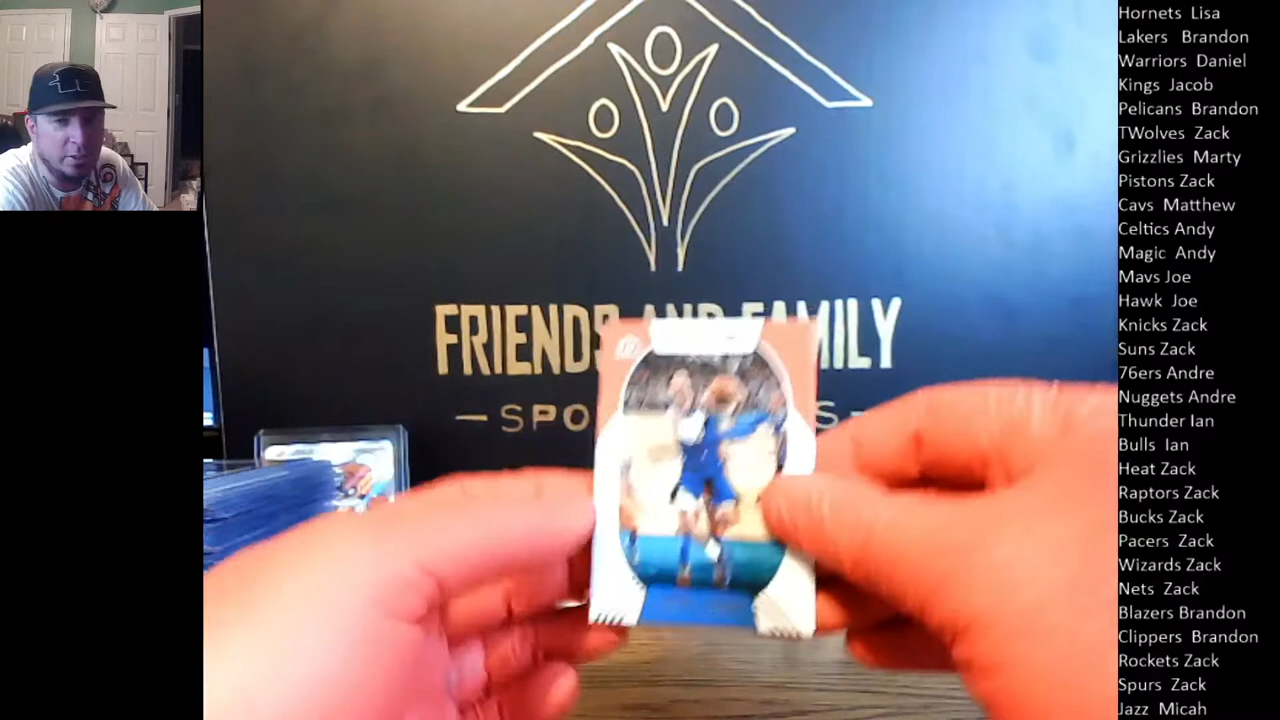 FRIENDS AND FAMILY
Hornets Lisa
Lakers Brandon
Warriors Daniel
Kings Jacob
Pelicans Brandon
TWolves Zack
Grizzlies Marty
Pistons Zack
Cavs Matthew
Celtics Andy
Magic Andy
Mavs Joe
Hawk Joe
Knicks Zack
Suns Zack
76ers Andre
Nuggets Andre
Thunder Ian
Bulls Ian
Heat Zack
Raptors Zack
Bucks Zack
Pacers Zack
Wizards Zack
Nets Zack
Blazers Brandon
Clippers Brandon
Rockets Zack
Spurs Zack
Jazz Micah